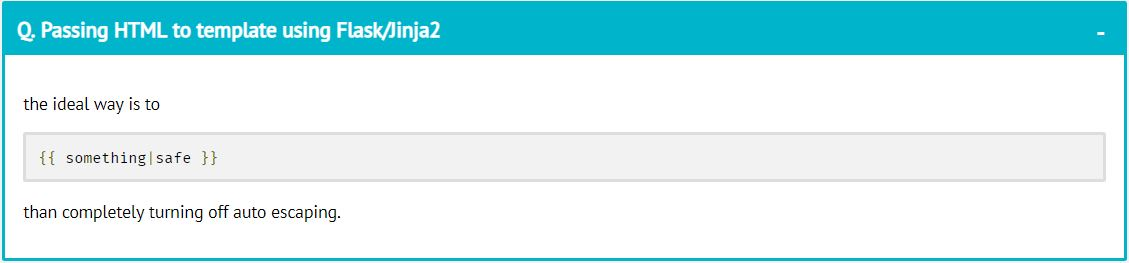 Q. Passing HTML to template using Flask/Jinja2
-
the ideal way is to
{{ something|safe }}
than completely turning off auto escaping.